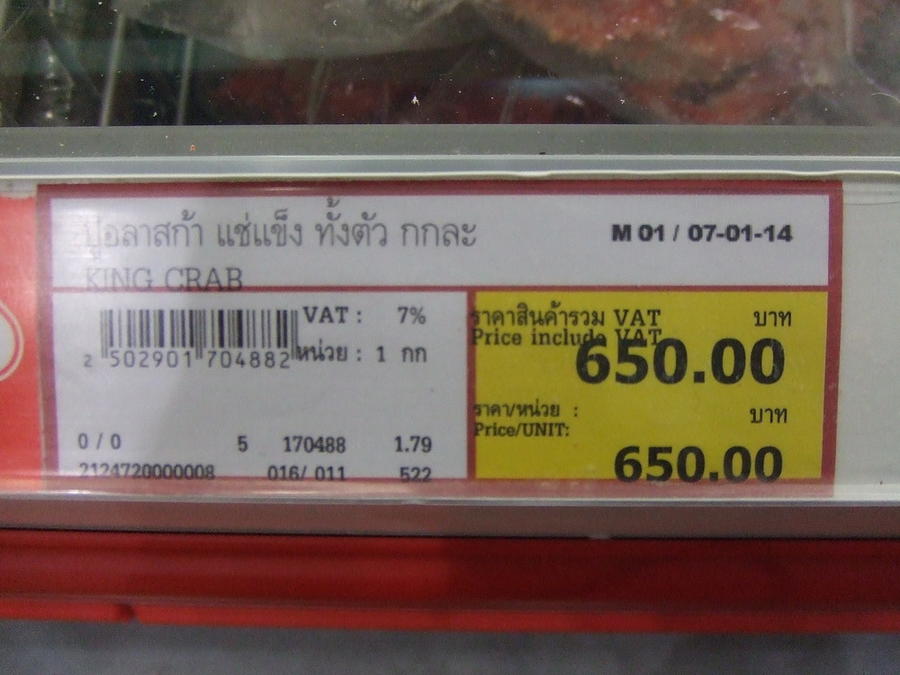 ปูอลาสก้า แช่แข็ง ทั้งตัว กกละ
M 01 / 07-01-14
KING CRAB
VAT : 7%
2 502901 704882
หน่วย : 1 กก
0 / 0 5 170488 1.79
2124720000008 016/ 011 522
ราคาสินค้ารวม VAT บาท
Price include VAT
650.00
ราคา/หน่วย : บาท
Price/UNIT:
650.00